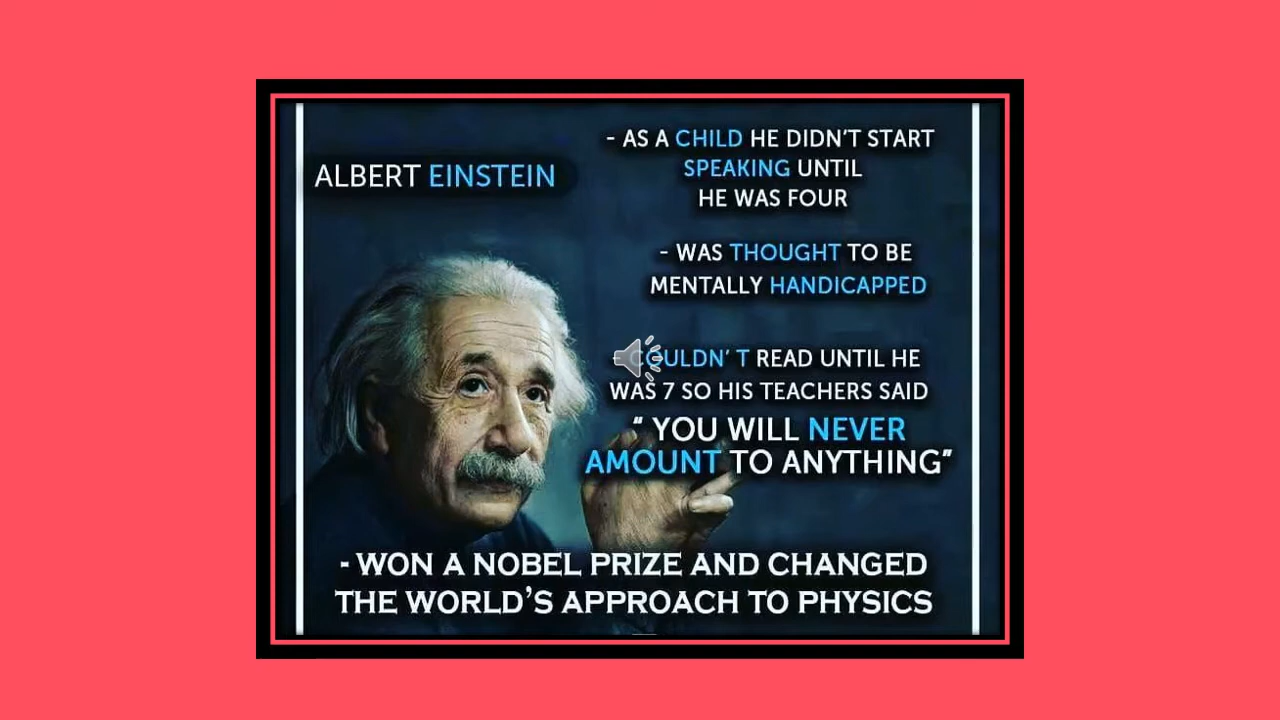 ALBERT EINSTEIN
- AS A CHILD HE DIDN'T START
SPEAKING UNTIL
HE WAS FOUR
- WAS THOUGHT TO BE
MENTALLY HANDICAPPED
- COULDN' T READ UNTIL HE
WAS 7 SO HIS TEACHERS SAID
“ YOU WILL NEVER
AMOUNT TO ANYTHING”
- WON A NOBEL PRIZE AND CHANGED
THE WORLD'S APPROACH TO PHYSICS